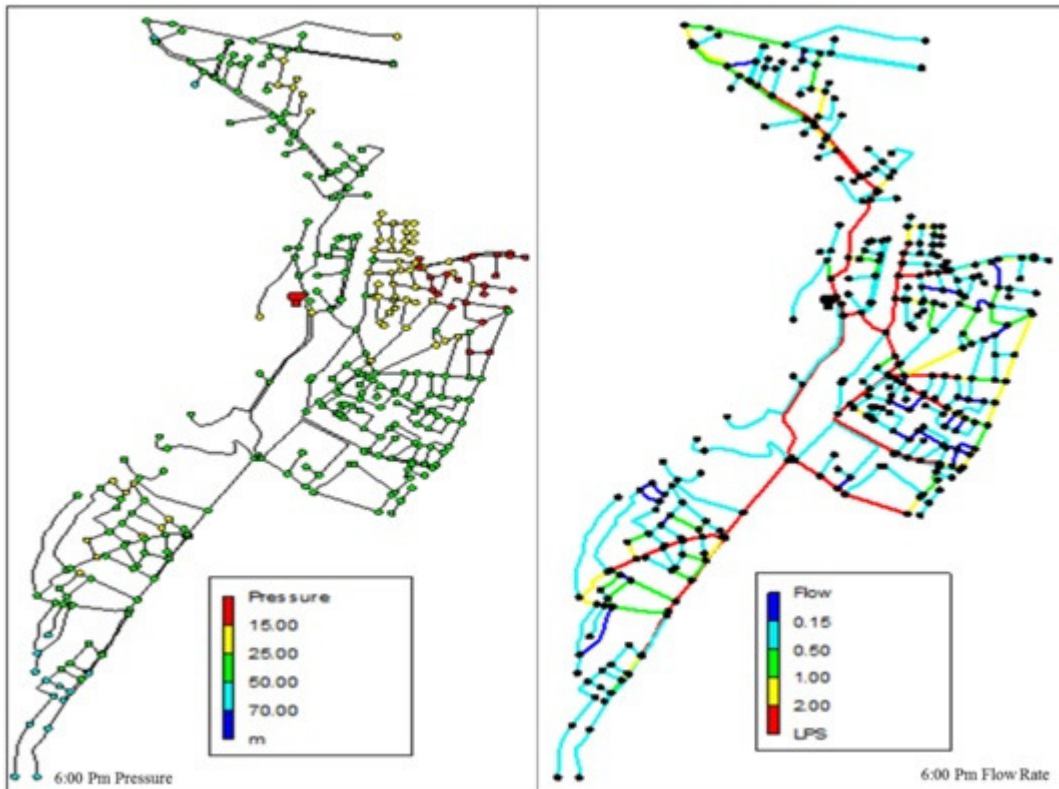 Pressure
15.00
25.00
50.00
70.00
m
6:00 Pm Pressure
Flow
0.15
0.50
1.00
2.00
LPS
6:00 Pm Flow Rate